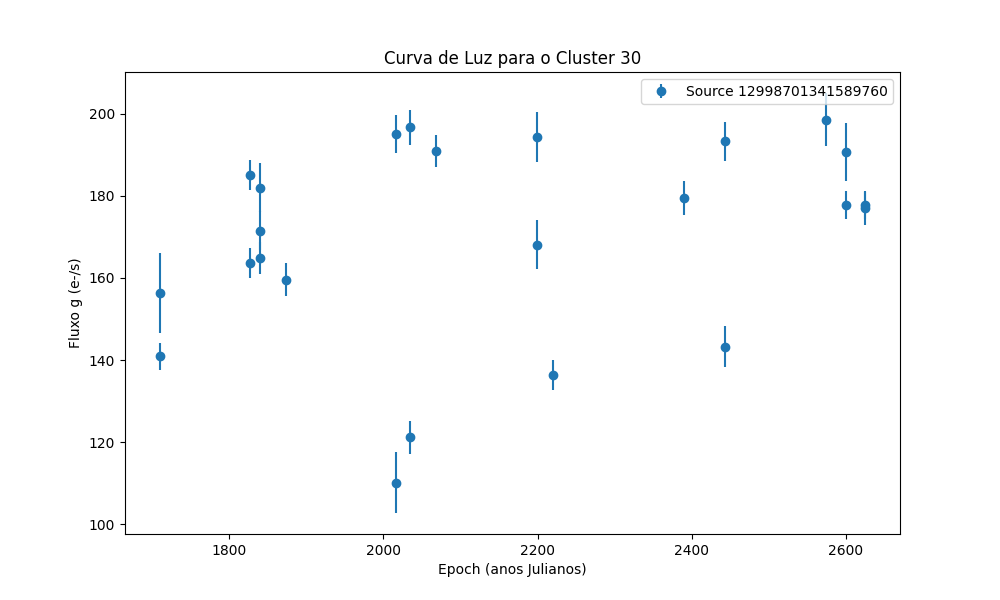 Curva de Luz para o Cluster 30
Source 12998701341589760
Fluxo g (e-/s)
200
180
160
140
120
100
1800
2000
2200
2400
2600
Epoch (anos Julianos)